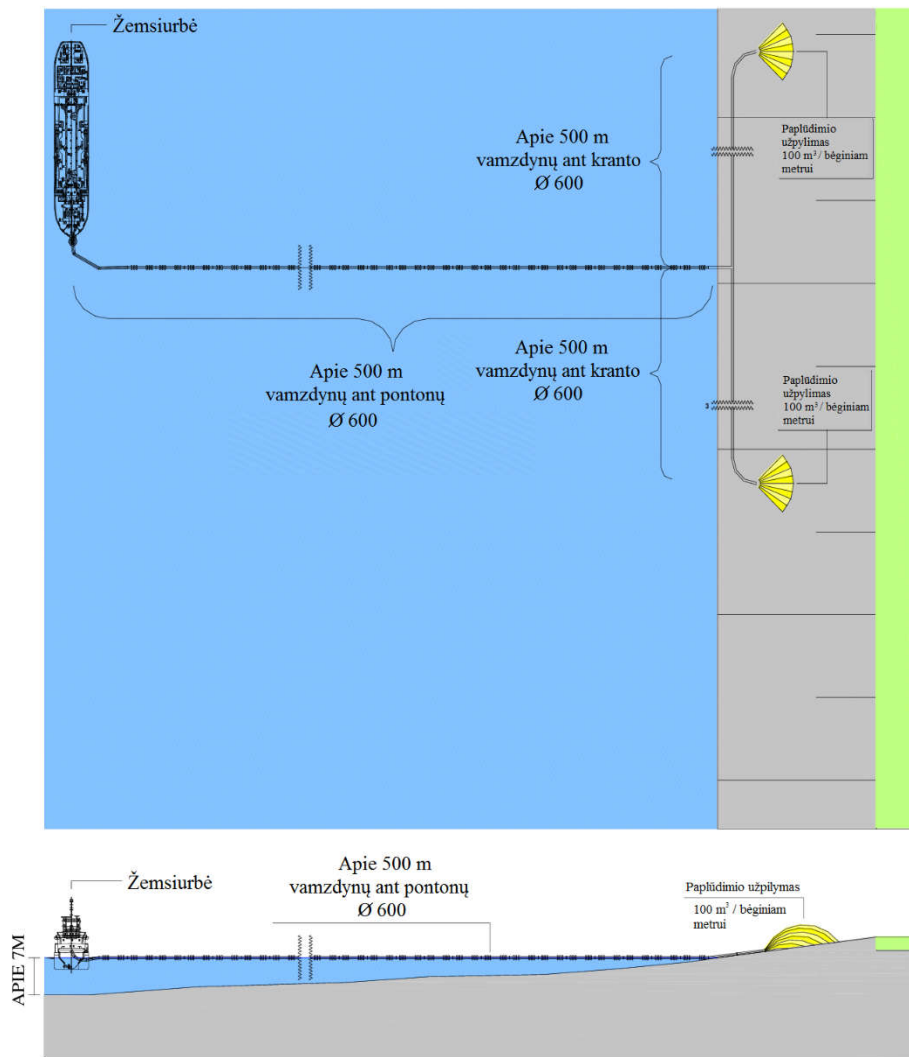 Žemsiurbė
Apie 500 m
vamzdynų ant kranto
Ø 600
Paplūdimio
užpylimas
100 m³ / bėginiam
metrui
Apie 500 m
vamzdynų ant pontonų
Ø 600
Apie 500 m
vamzdynų ant kranto
Ø 600
Paplūdimio
užpylimas
100 m³ / bėginiam
metrui
Žemsiurbė
Apie 500 m
vamzdynų ant pontonų
Ø 600
Paplūdimio užpilymas
100 m³ / bėginiam
metrui
APIE 7M